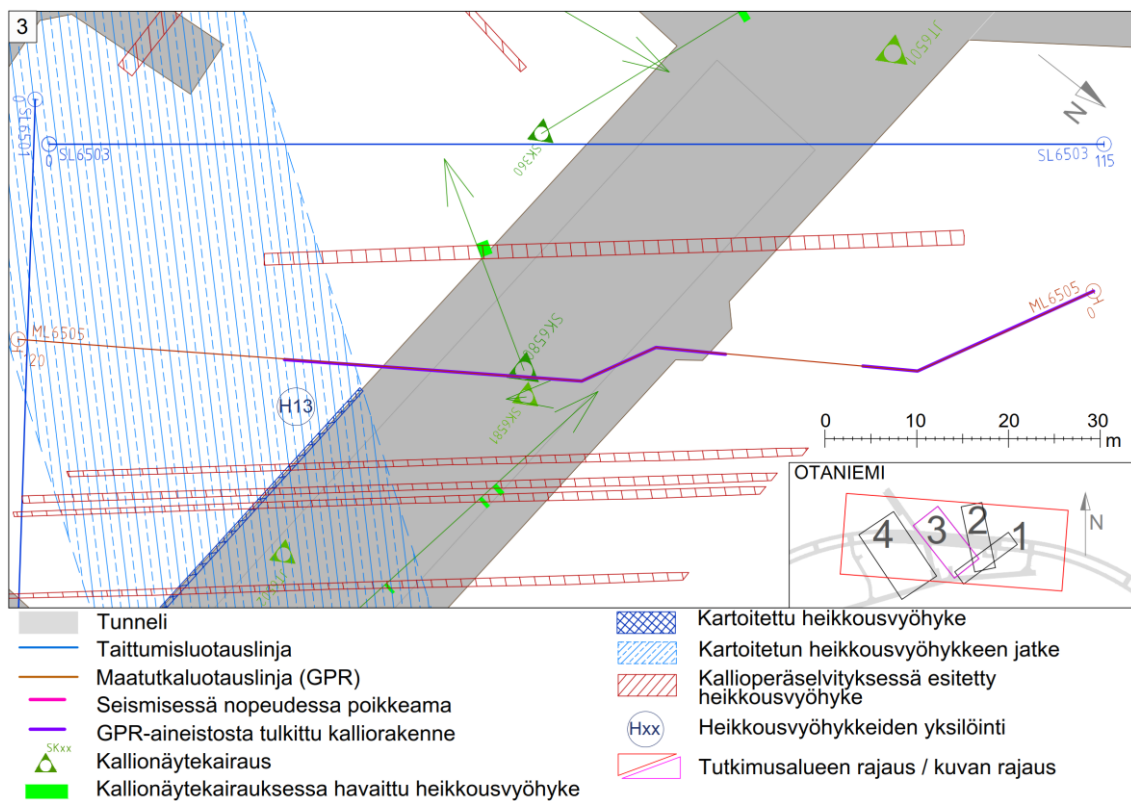 3
JT6501
N
0
SL6501
SL6503
0
SK360
SL6503
115
ML6505
0
ML6505
120
H13
SK6581
0 10 20 30
m
OTANIEMI
4 3 2 1
N
Tunneli
Taittumisluotauslinja
Maatutkaluotauslinja (GPR)
Seismisessä nopeudessa poikkeama
GPR-aineistosta tulkittu kalliorakenne
SKxx
Kallionäytekairaus
Kallionäytekairauksessa havaittu heikkousvyöhyke
Kartoitettu heikkousvyöhyke
Kartoitetun heikkousvyöhykkeen jatke
Kallioperäselvityksessä esitetty
heikkousvyöhyke
Hxx
Heikkousvyöhykkeiden yksilöinti
Tutkimusalueen rajaus / kuvan rajaus